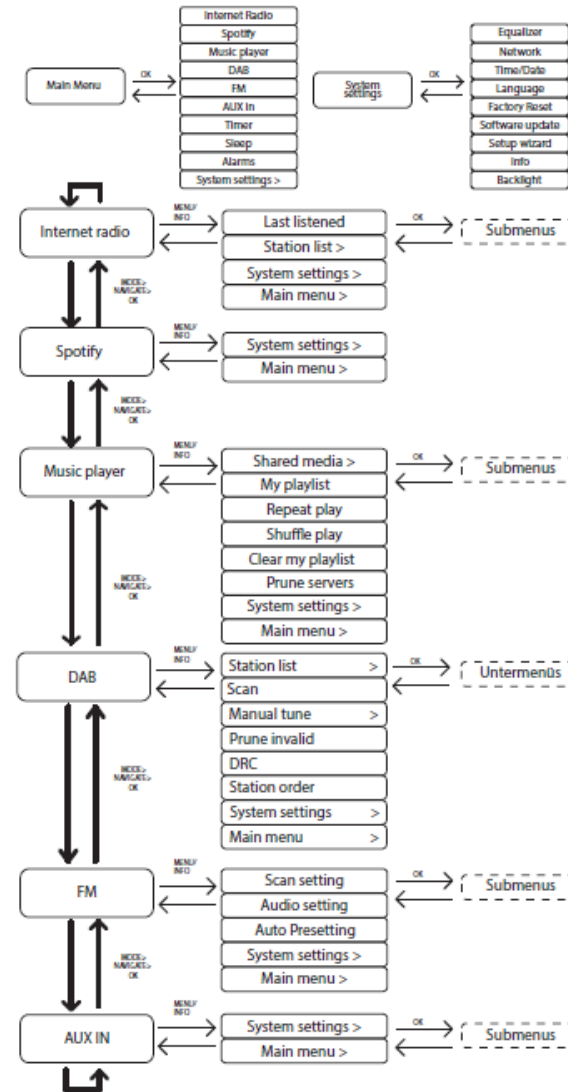 Internet Radio
Spotify
Music player
DAB
FM
AUX in
Timer
Sleep
Alarms
System settings >
Main Menu
OK
System settings
OK
Equalizer
Network
Time/Date
Language
Factory Reset
Software update
Setup wizard
Info
Backlight
Internet radio
MENU/
INFO
Last listened
Station list >
System settings >
Main menu >
OK
Submenus
MODE>
NAVIGATE>
OK
Spotify
MENU/
INFO
System settings >
Main menu >
MODE>
NAVIGATE>
OK
Music player
MENU/
INFO
Shared media >
My playlist
Repeat play
Shuffle play
Clear my playlist
Prune servers
System settings >
Main menu >
OK
Submenus
MODE>
NAVIGATE>
OK
DAB
MENU/
INFO
Station list >
Scan
Manual tune >
Prune invalid
DRC
Station order
System settings >
Main menu >
OK
Untermenüs
MODE>
NAVIGATE>
OK
FM
MENU/
INFO
Scan setting
Audio setting
Auto Presetting
System settings >
Main menu >
OK
Submenus
MODE>
NAVIGATE>
OK
AUX IN
MENU/
INFO
System settings >
Main menu >
OK
Submenus